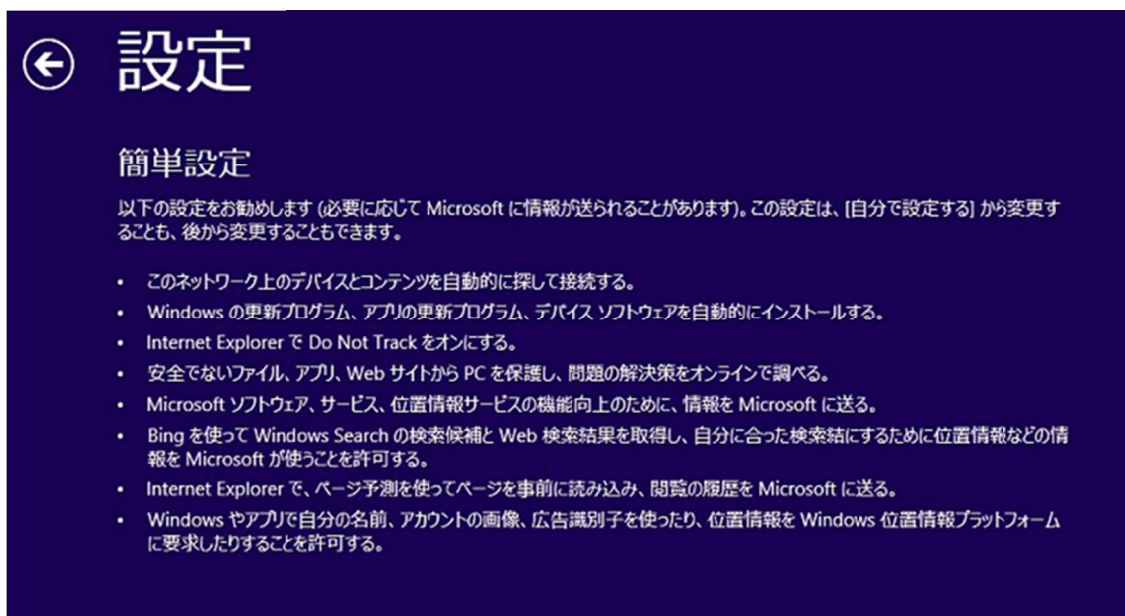 設定
簡単設定
以下の設定をお勧めします (必要に応じて Microsoft に情報が送られることがあります)。この設定は、[自分で設定する] から変更す
ることも、後から変更することもできます。
• このネットワーク上のデバイスとコンテンツを自動的に探して接続する。
• Windows の更新プログラム、アプリの更新プログラム、デバイス ソフトウェアを自動的にインストールする。
• Internet Explorer で Do Not Track をオンにする。
• 安全でないファイル、アプリ、Web サイトから PC を保護し、問題の解決策をオンラインで調べる。
• Microsoft ソフトウェア、サービス、位置情報サービスの機能向上のために、情報を Microsoft に送る。
• Bing を使って Windows Search の検索候補と Web 検索結果を取得し、自分に合った検索結にするために位置情報などの情
報を Microsoft が使うことを許可する。
• Internet Explorer で、ページ予測を使ってページを事前に読み込み、閲覧の履歴を Microsoft に送る。
• Windows やアプリで自分の名前、アカウントの画像、広告識別子を使ったり、位置情報を Windows 位置情報プラットフォーム
に要求したりすることを許可する。